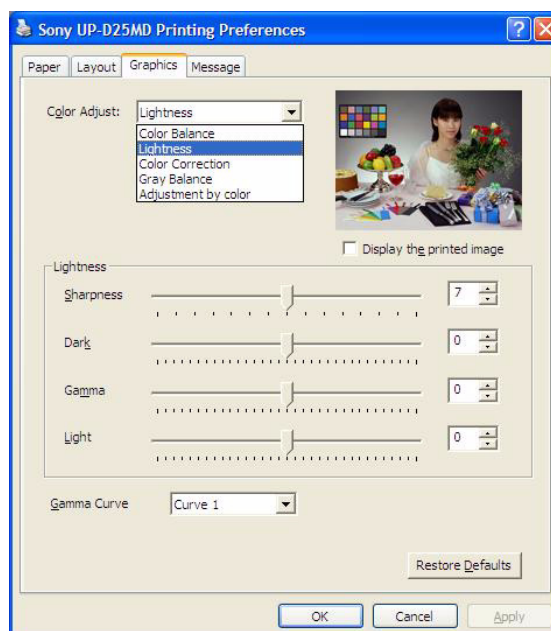 Sony UP-D25MD Printing Preferences
Paper Layout Graphics Message
Color Adjust: Lightness
Color Balance
Lightness
Color Correction
Gray Balance
Adjustment by color
Display the printed image
Lightness
Sharpness 7
Dark 0
Gamma 0
Light 0
Gamma Curve Curve 1
Restore Defaults
OK Cancel Apply